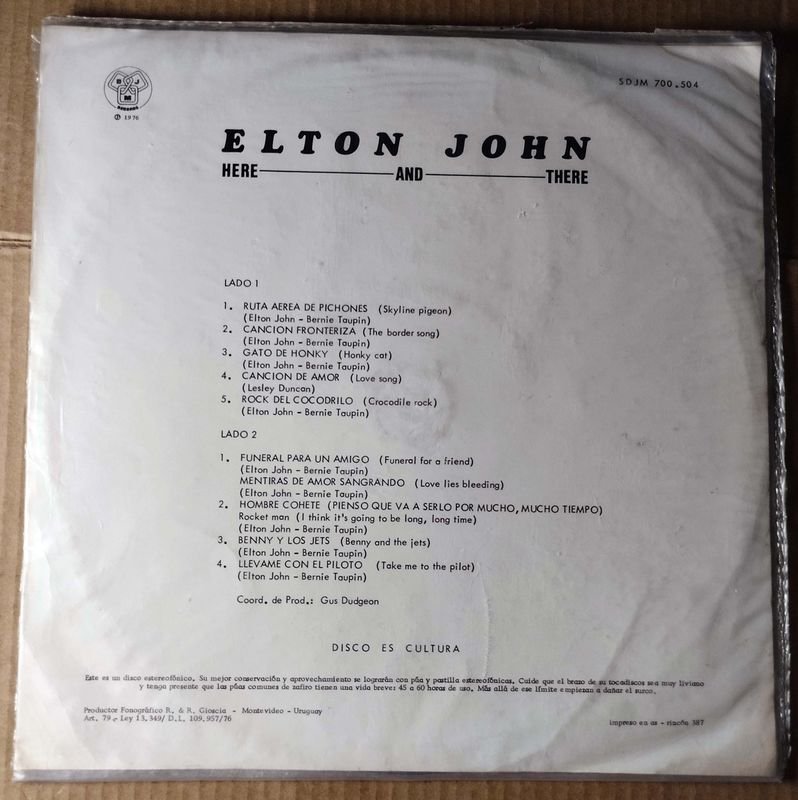 DJM
RECORDS
℗ 1976
SDJM 700.504
ELTON JOHN
HERE AND THERE
LADO 1
1. RUTA AEREA DE PICHONES (Skyline pigeon)
(Elton John - Bernie Taupin)
2. CANCION FRONTERIZA (The border song)
(Elton John - Bernie Taupin)
3. GATO DE HONKY (Honky cat)
(Elton John - Bernie Taupin)
4. CANCION DE AMOR (Love song)
(Lesley Duncan)
5. ROCK DEL COCODRILO (Crocodile rock)
(Elton John - Bernie Taupin)
LADO 2
1. FUNERAL PARA UN AMIGO (Funeral for a friend)
(Elton John - Bernie Taupin)
MENTIRAS DE AMOR SANGRANDO (Love lies bleeding)
(Elton John - Bernie Taupin)
2. HOMBRE COHETE (PIENSO QUE VA A SERLO POR MUCHO, MUCHO TIEMPO)
Rocket man (I think it's going to be long, long time)
(Elton John - Bernie Taupin)
3. BENNY Y LOS JETS (Benny and the jets)
(Elton John - Bernie Taupin)
4. LLEVAME CON EL PILOTO (Take me to the pilot)
(Elton John - Bernie Taupin)
Coord. de Prod.: Gus Dudgeon
DISCO ES CULTURA
Este es un disco estereofónico. Su mejor conservación y aprovechamiento se lograrán con púa y pastilla estereofónicas. Cuide que el brazo de su tocadiscos sea muy liviano
y tenga presente que las púas comunes de zafiro tienen una vida breve: 45 a 60 horas de uso. Más allá de ese límite empiezan a dañar el surco.
Productor Fonográfico R. & R. Gioscia - Montevideo - Uruguay
Art. 79 - Ley 13.349/ D.L. 109.957/76
impreso en as - rincón 387